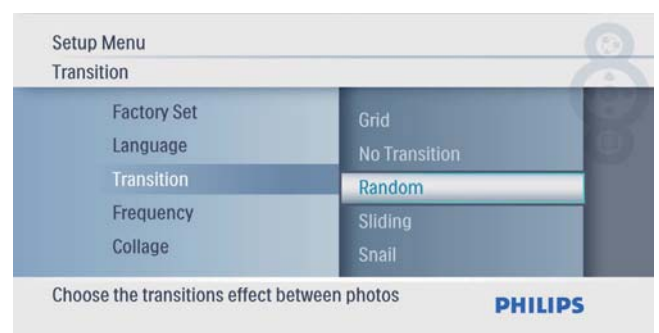 Setup Menu
Transition
Factory Set
Language
Transition
Frequency
Collage
Grid
No Transition
Random
Sliding
Snail
Choose the transitions effect between photos
PHILIPS